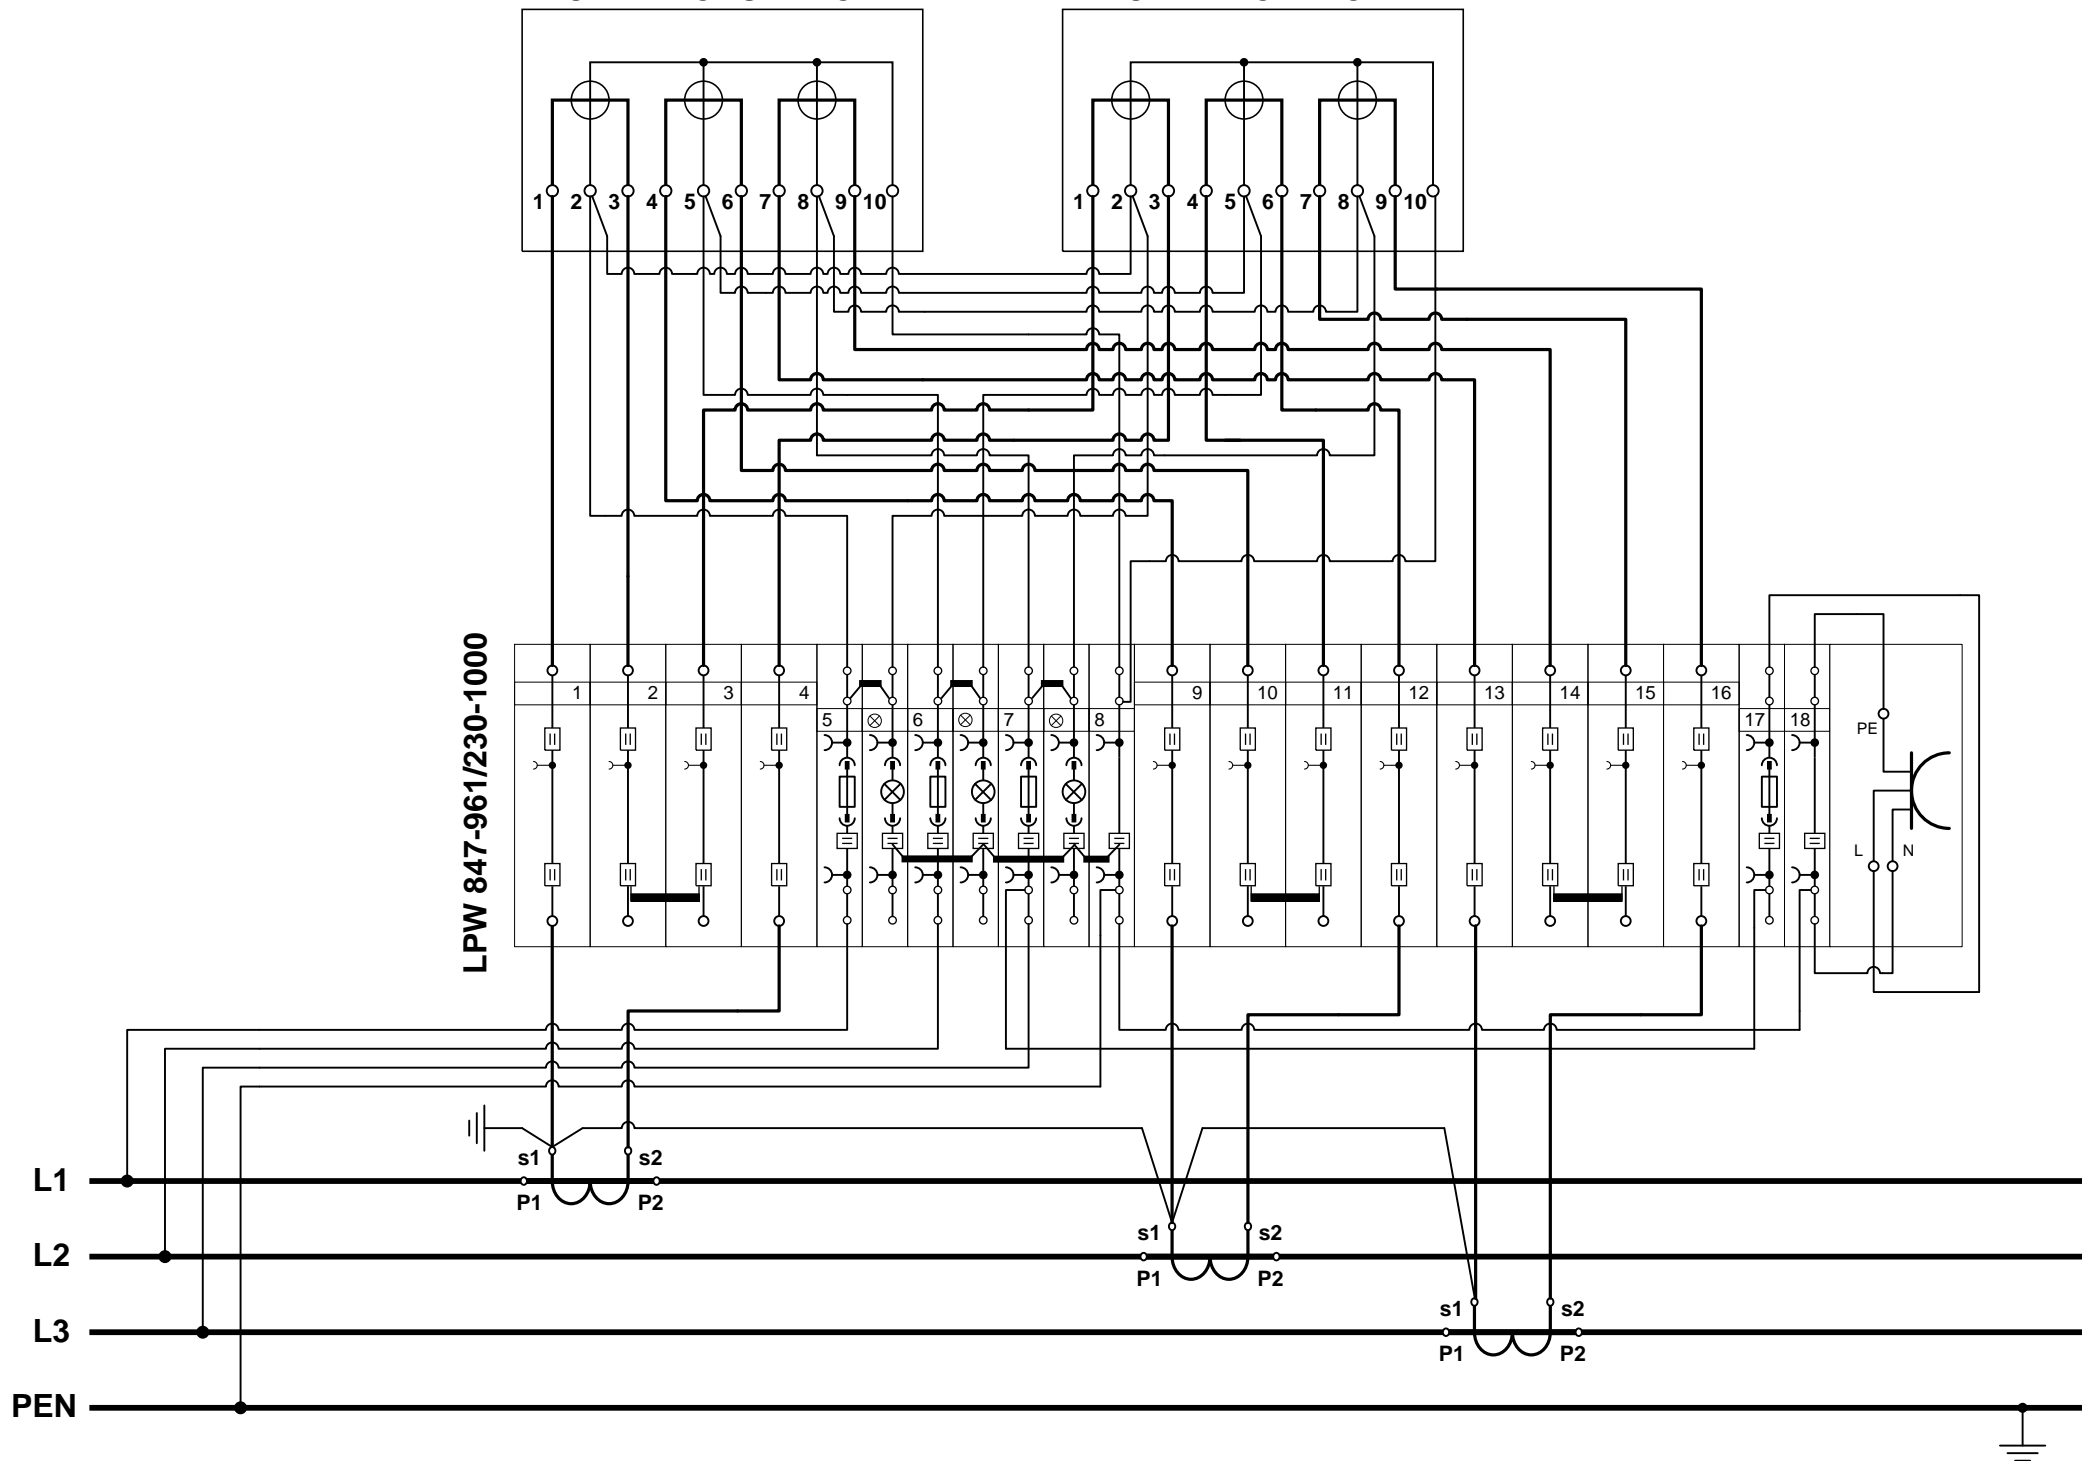 1 2 3 4 5 6 7 8 9 10
1 2 3 4 5 6 7 8 9 10
LPW 847-961/230-1000
1 2 3 4 9 10 11 12 13 14 15 16
5 6 7 8 17 18
PE
L N
s1 s2
L1
P1 P2
s1 s2
L2
P1 P2
s1 s2
L3
P1 P2
PEN